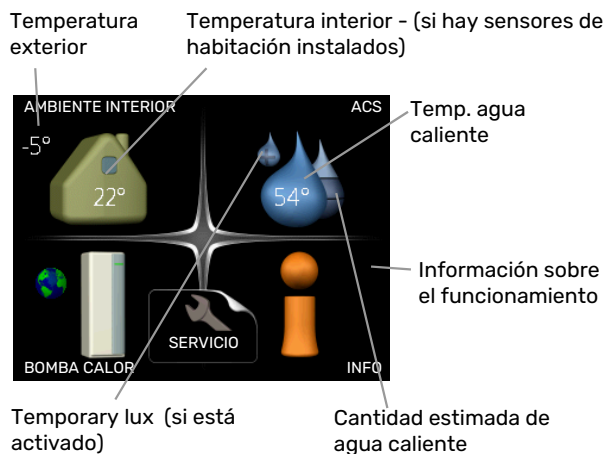 Temperatura
exterior
Temperatura interior - (si hay sensores de
habitación instalados)
AMBIENTE INTERIOR
ACS
-5°
22°
54°
Temp. agua
caliente
Información sobre
el funcionamiento
SERVICIO
BOMBA CALOR
INFO
Temporary lux (si está
activado)
Cantidad estimada de
agua caliente